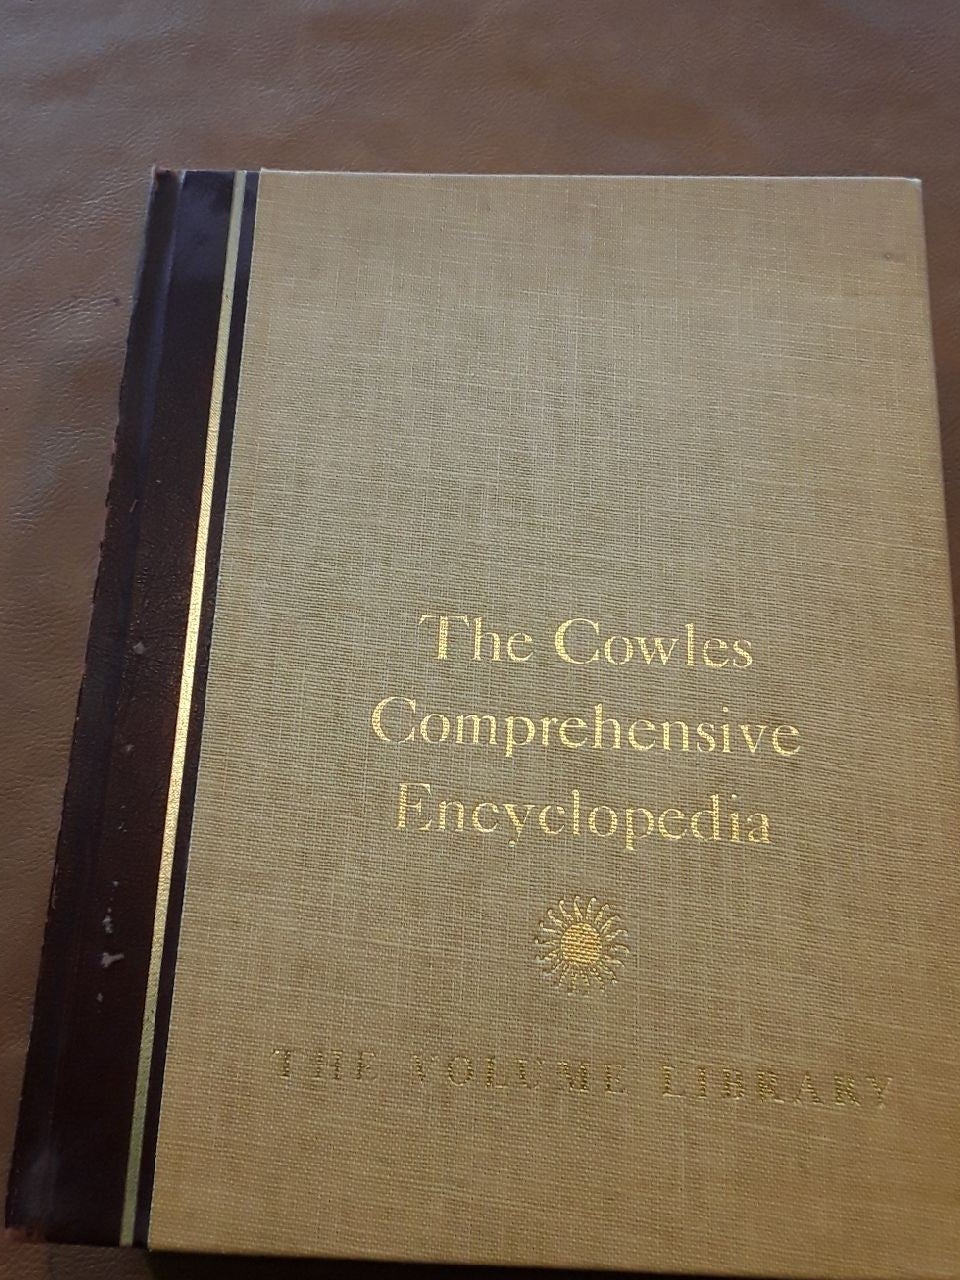 The Cowles
Comprehensive
Encyclopedia
THE VOLUME LIBRARY